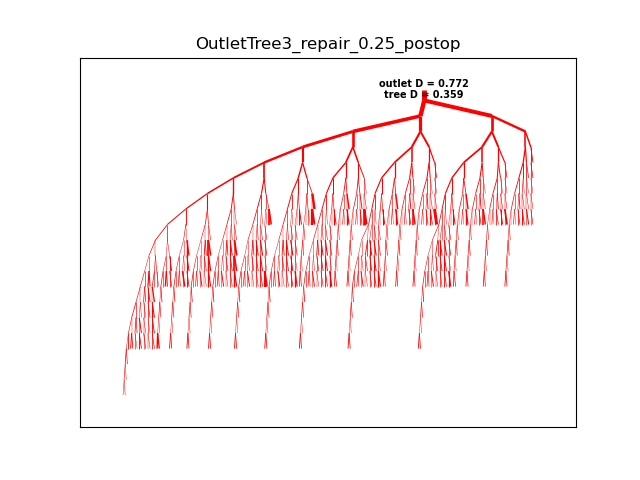 OutletTree3_repair_0.25_postop
outlet D = 0.772
tree D = 0.359